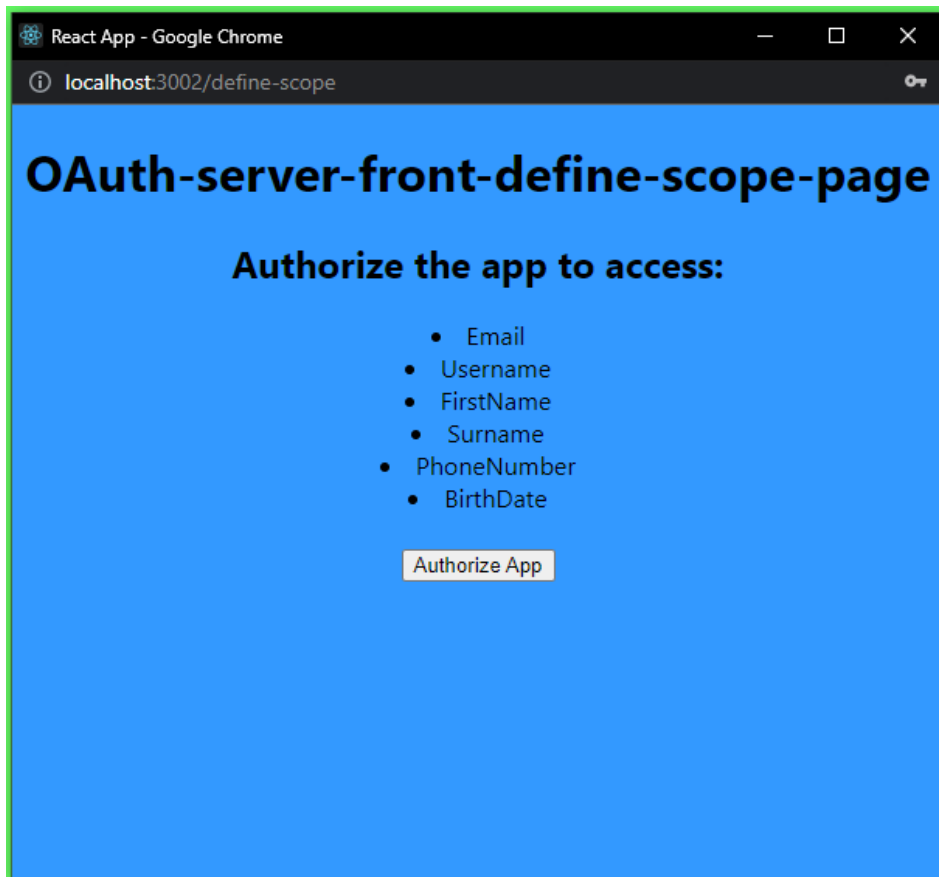 React App - Google Chrome
localhost:3002/define-scope
OAuth-server-front-define-scope-page
Authorize the app to access:
• Email
• Username
• FirstName
• Surname
• PhoneNumber
• BirthDate
Authorize App